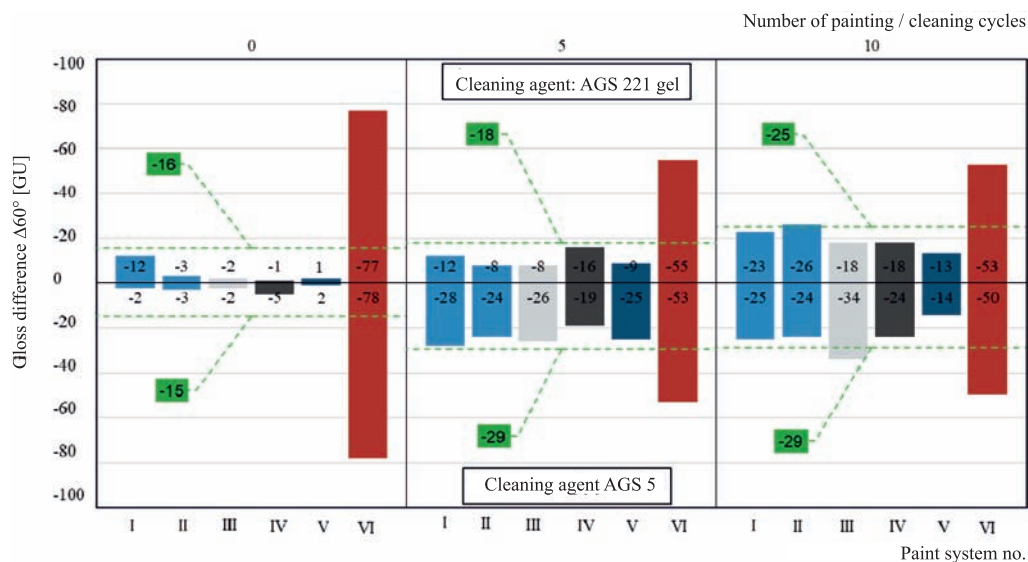 Number of painting / cleaning cycles
0 5 10
Gloss difference Δ60° [GU]
-100
-80
-60
-40
-20
0
-20
-40
-60
-80
-100
Cleaning agent: AGS 221 gel
-16 -18 -25
-12 -3 -2 -1 1 -77 -12 -8 -8 -16 -9 -55 -23 -26 -18 -18 -13 -53
-2 -3 -2 -5 2 -78 -28 -24 -26 -19 -25 -53 -25 -24 -34 -24 -14 -50
-15 -29 -29
Cleaning agent AGS 5
I II III IV V VI I II III IV V VI I II III IV V VI
Paint system no.